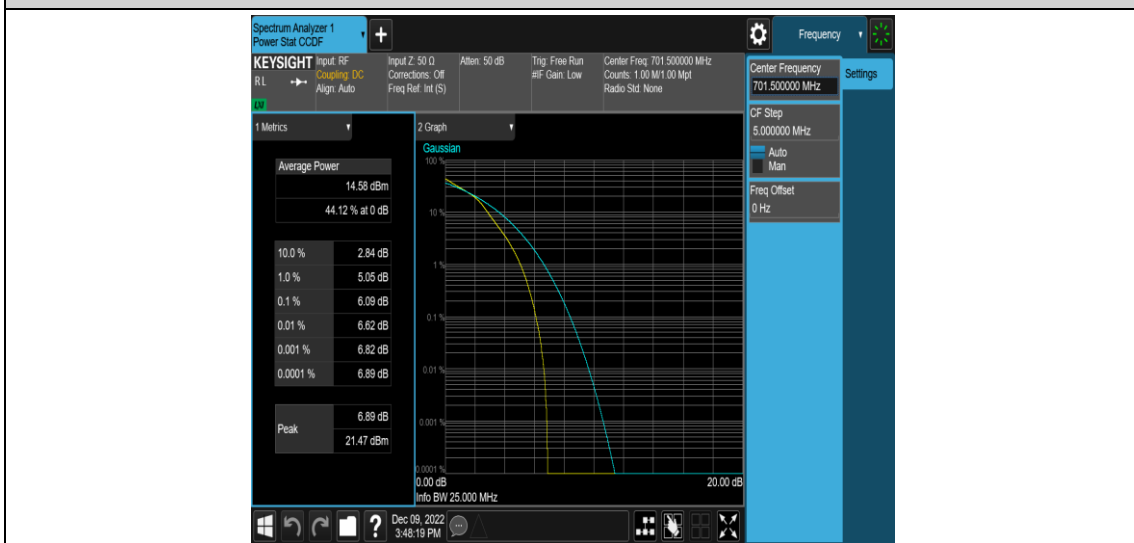 Spectrum Analyzer 1
Power Stat CCDF
+
Frequency
KEYSIGHT
RL
LXI
Input: RF
Coupling: DC
Align: Auto
Input Z: 50 Ω
Corrections: Off
Freq Ref: Int (S)
Atten: 50 dB
Trig: Free Run
#IF Gain: Low
Center Freq: 701.500000 MHz
Counts: 1.00 M/1.00 Mpt
Radio Std: None
Center Frequency
701.500000 MHz
Settings
CF Step
5.000000 MHz
Auto
Man
Freq Offset
0 Hz
1 Metrics
Average Power
14.58 dBm
44.12 % at 0 dB
10.0 % 2.84 dB
1.0 % 5.05 dB
0.1 % 6.09 dB
0.01 % 6.62 dB
0.001 % 6.82 dB
0.0001 % 6.89 dB
Peak
6.89 dB
21.47 dBm
2 Graph
Gaussian
100 %
10 %
1 %
0.1 %
0.01 %
0.001 %
0.0001 %
0.00 dB 20.00 dB
Info BW 25.000 MHz
?
Dec 09, 2022
3:48:19 PM